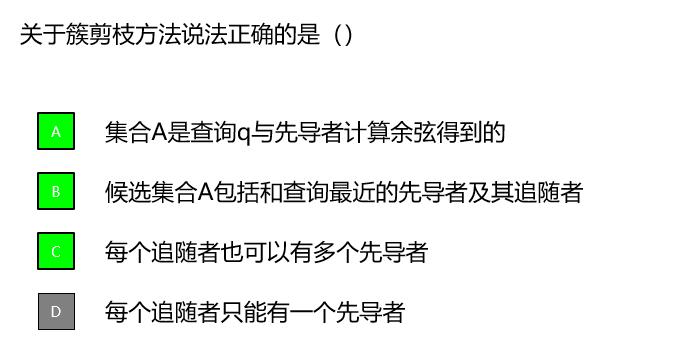 关于簇剪枝方法说法正确的是（）
A 集合A是查询q与先导者计算余弦得到的
B 候选集合A包括和查询最近的先导者及其追随者
C 每个追随者也可以有多个先导者
D 每个追随者只能有一个先导者